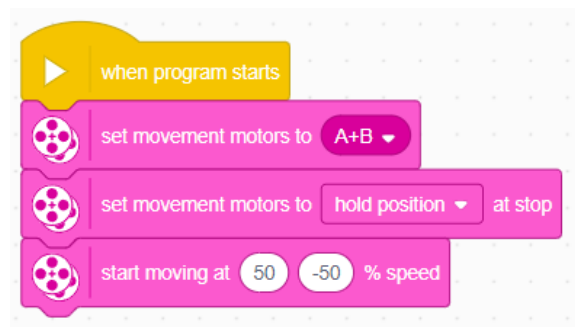 when program starts
set movement motors to A+B
set movement motors to hold position at stop
start moving at 50 -50 % speed